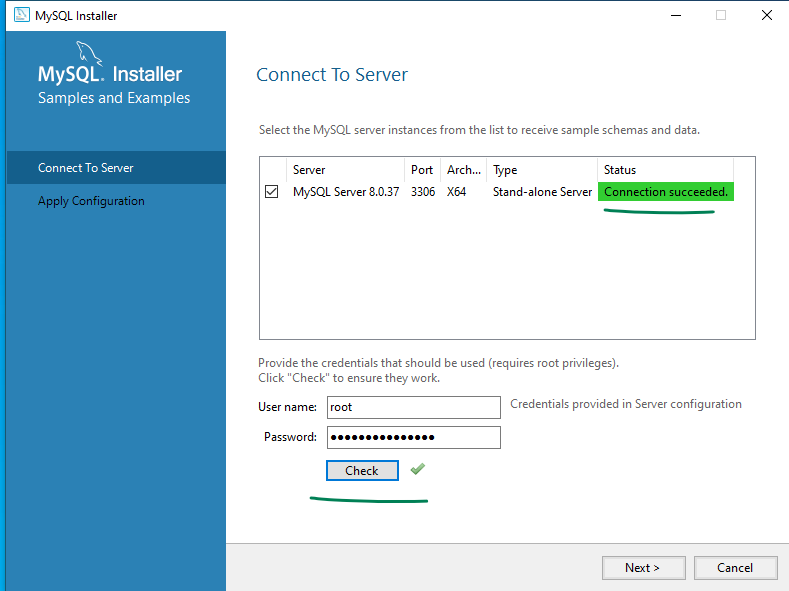 MySQL Installer
MySQL. Installer
Samples and Examples
Connect To Server
Apply Configuration
Connect To Server
Select the MySQL server instances from the list to receive sample schemas and data.
Server Port Arch... Type Status
MySQL Server 8.0.37 3306 X64 Stand-alone Server Connection succeeded.
Provide the credentials that should be used (requires root privileges).
Click "Check" to ensure they work.
User name: root Credentials provided in Server configuration
Password: ●●●●●●●●●●●●●●●
Check
Next > Cancel